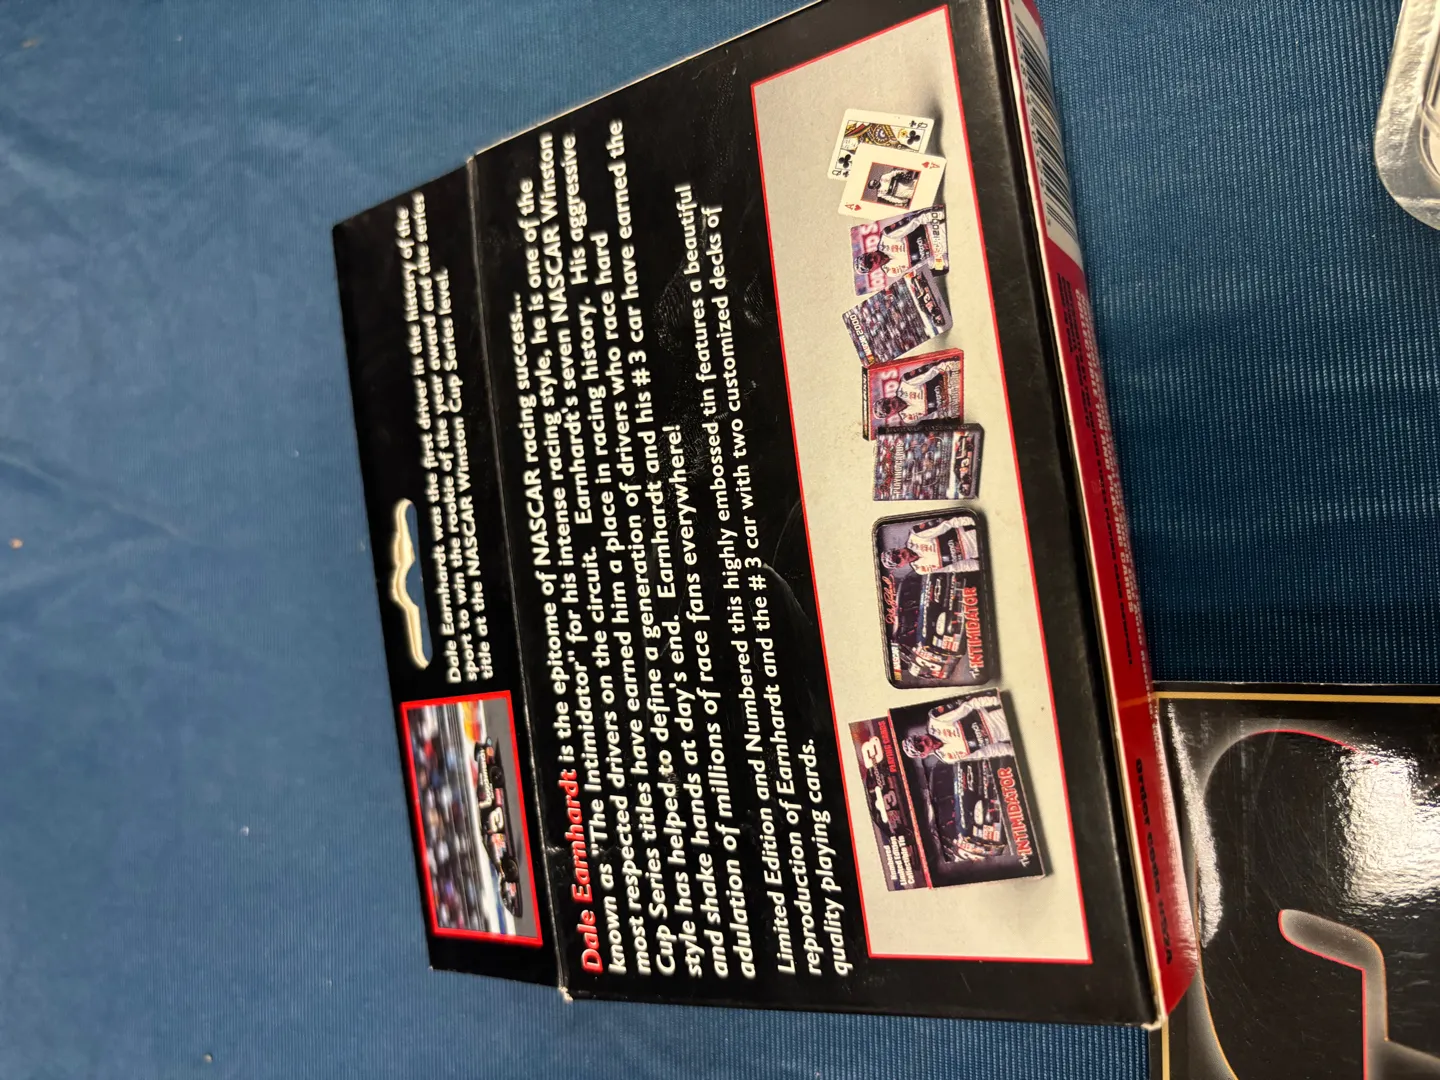 Dale Earnhardt was the first driver in the history of the
sport to win the rookie of the year award and the series
title at the NASCAR Winston Cup Series level.
Dale Earnhardt is the epitome of NASCAR racing success...
known as "The Intimidator" for his intense racing style, he is one of the
most respected drivers on the circuit. Earnhardt's seven NASCAR Winston
Cup Series titles have earned him a place in racing history. His aggressive
style has helped to define a generation of drivers who race hard
and shake hands at day's end. Earnhardt and his # 3 car have earned the
adulation of millions of race fans everywhere!
Limited Edition and Numbered this highly embossed tin features a beautiful
reproduction of Earnhardt and the # 3 car with two customized decks of
quality playing cards.
3
THE INTIMIDATOR
THE INTIMIDATOR
A
A
Q
Q